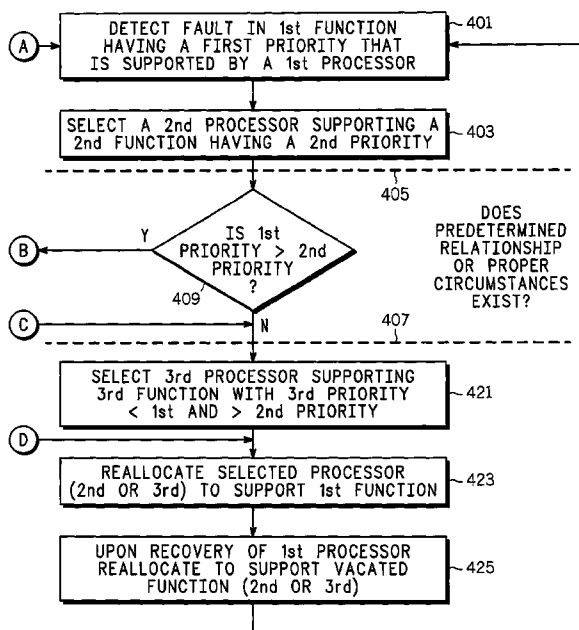 A
DETECT FAULT IN 1st FUNCTION
HAVING A FIRST PRIORITY THAT
IS SUPPORTED BY A 1st PROCESSOR
401
SELECT A 2nd PROCESSOR SUPPORTING A
2nd FUNCTION HAVING A 2nd PRIORITY
403
405
B
Y
IS 1st
PRIORITY > 2nd
PRIORITY
?
409
DOES
PREDETERMINED
RELATIONSHIP
OR PROPER
CIRCUMSTANCES
EXIST?
C
N
407
SELECT 3rd PROCESSOR SUPPORTING
3rd FUNCTION WITH 3rd PRIORITY
< 1st AND > 2nd PRIORITY
421
D
REALLOCATE SELECTED PROCESSOR
(2nd OR 3rd) TO SUPPORT 1st FUNCTION
423
UPON RECOVERY OF 1st PROCESSOR
REALLOCATE TO SUPPORT VACATED
FUNCTION (2nd OR 3rd)
425